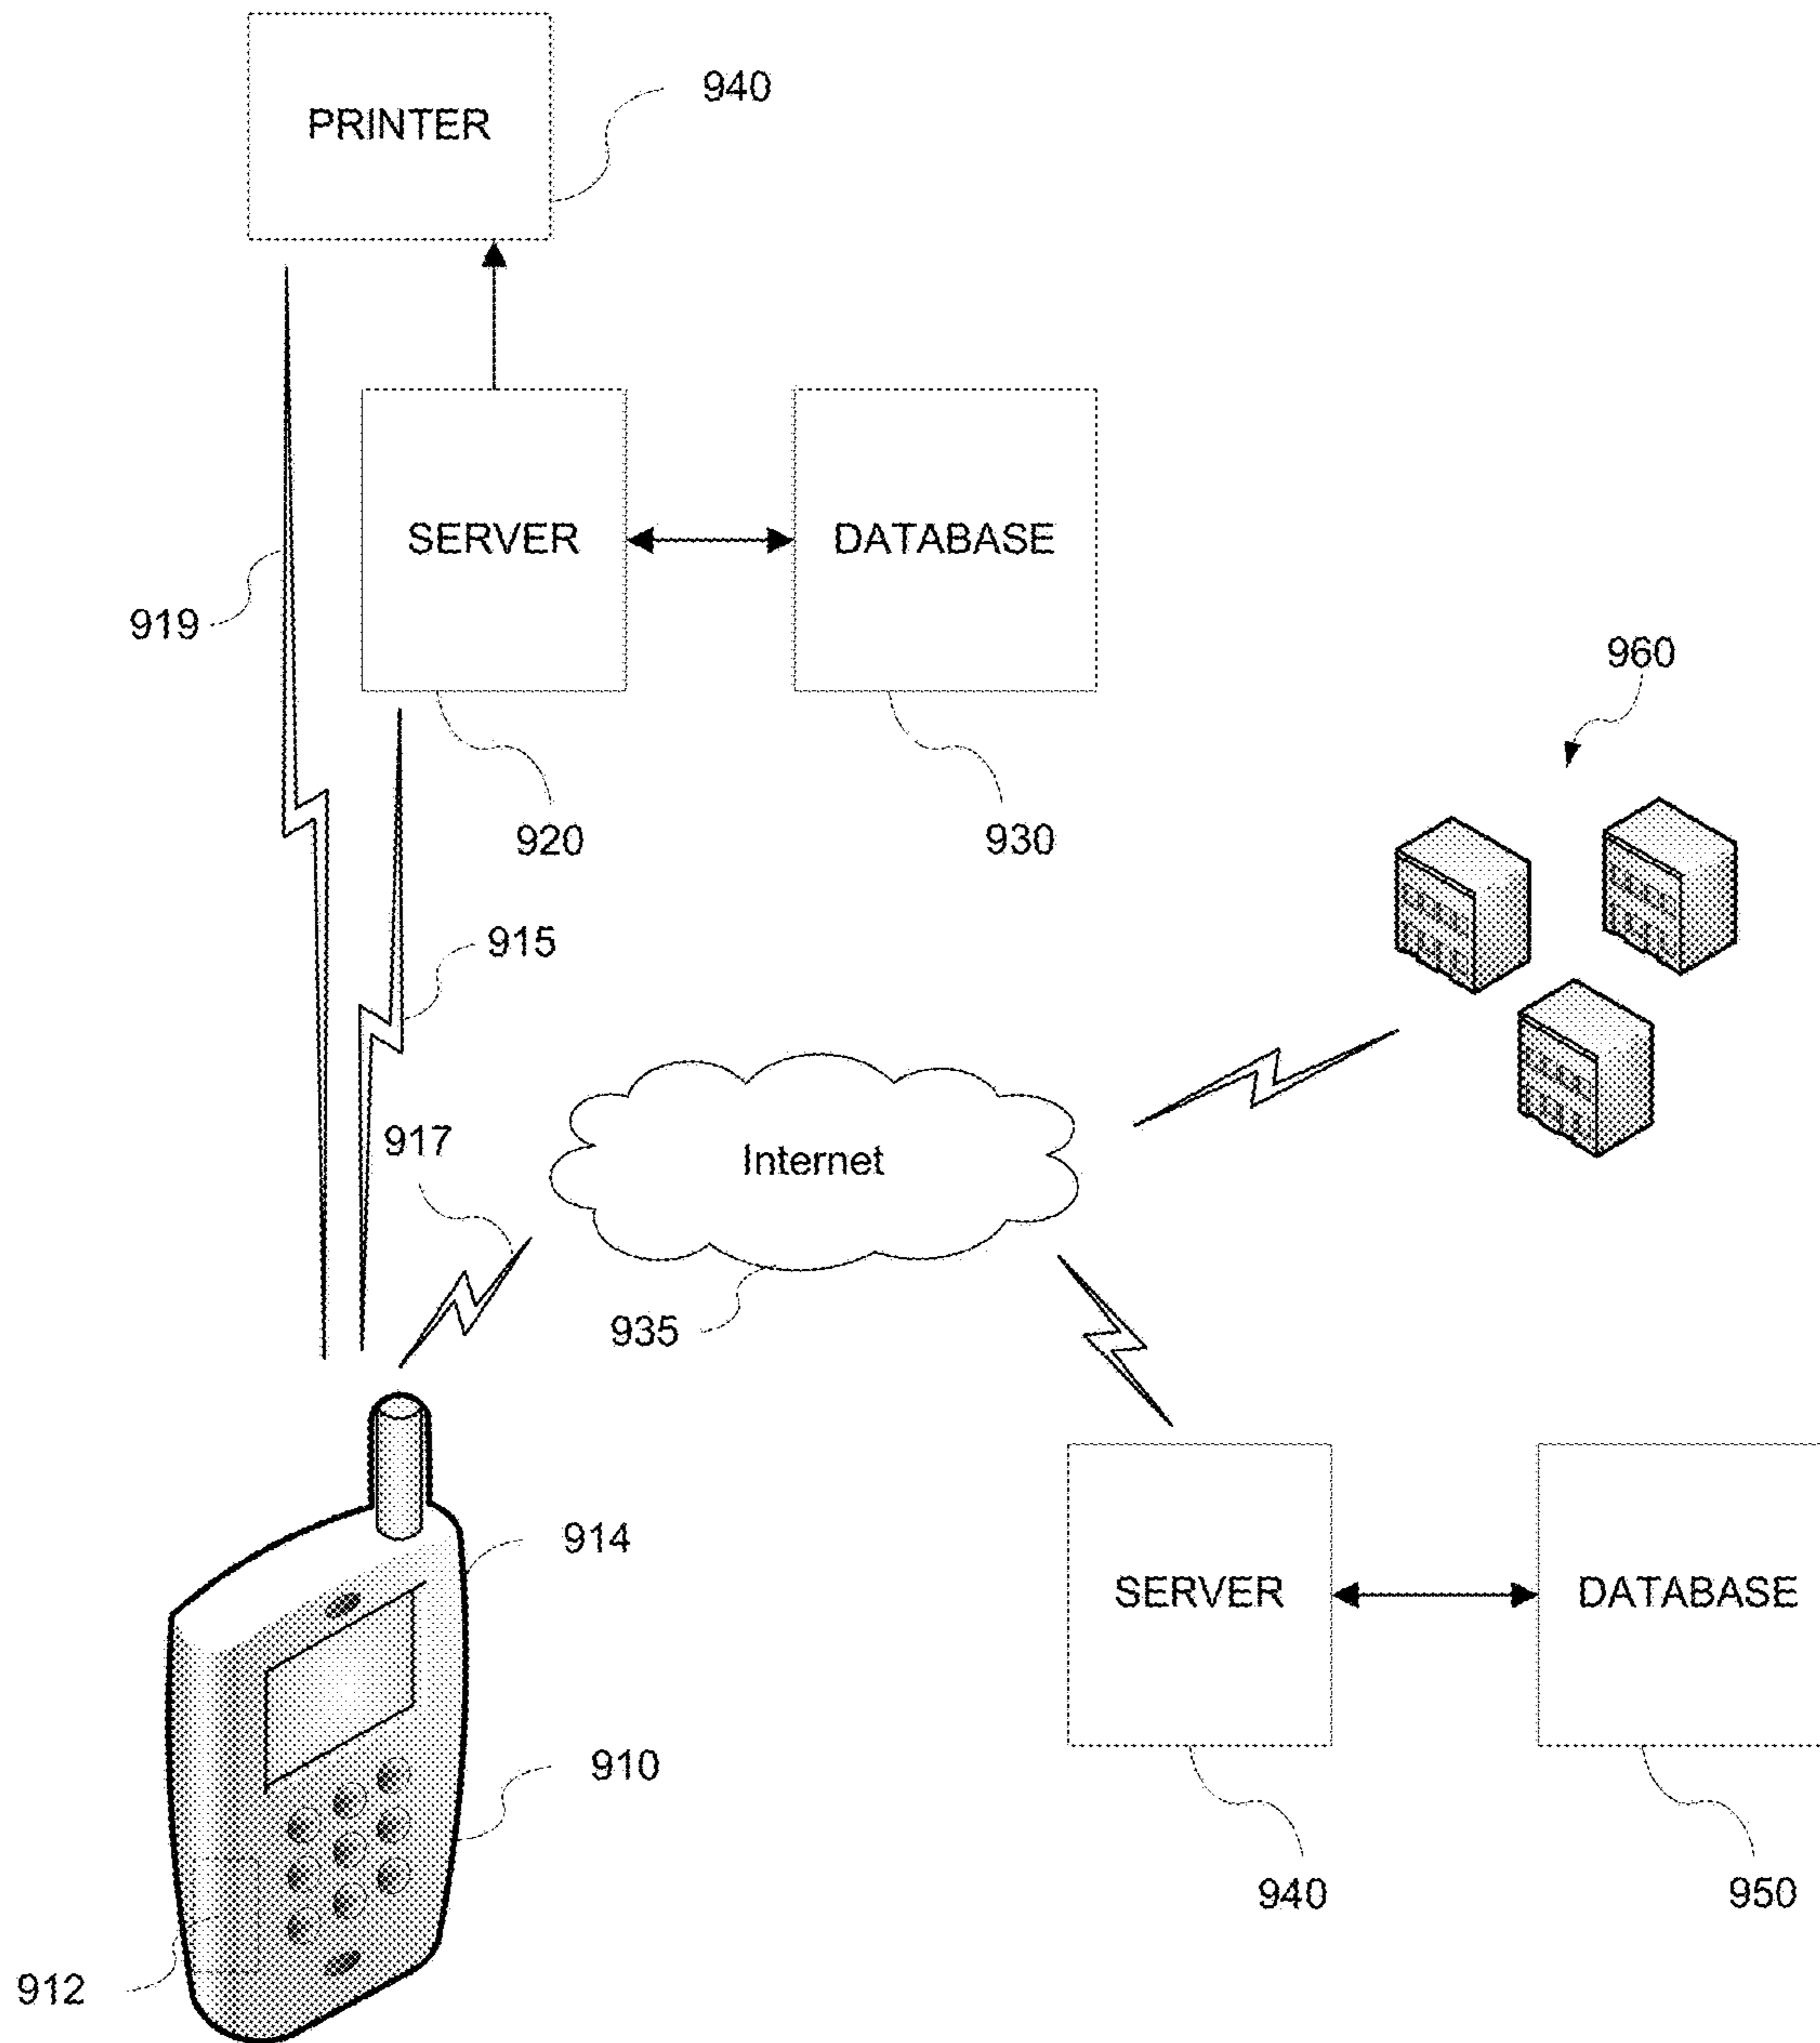 940
PRINTER
SERVER
DATABASE
919
960
920
930
915
917
Internet
935
914
SERVER
DATABASE
910
940
950
912